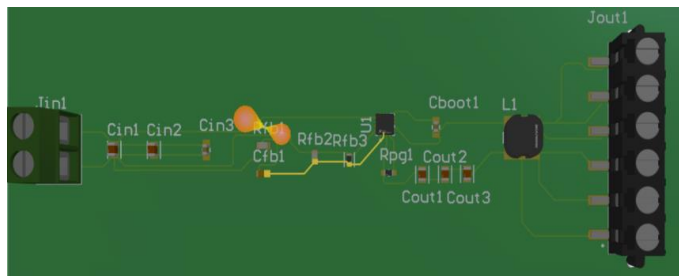 Jout1
Jin1
Cin1 Cin2
Cin3
Rfb1
Cfb1
Rfb2
Rfb3
U1
Cboot1
L1
Rpg1
Cout2
Cout1 Cout3